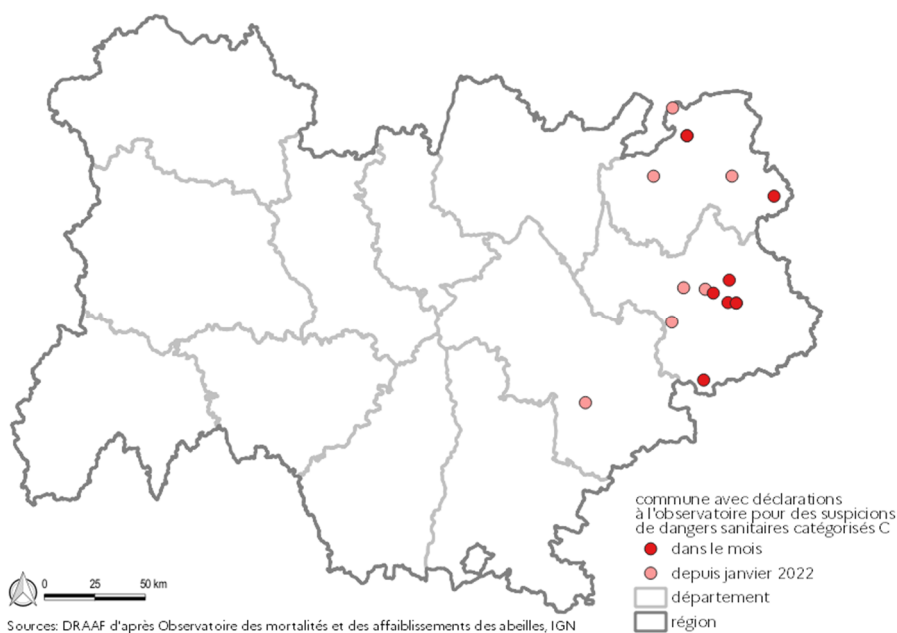 commune avec déclarations
à l'observatoire pour des suspicions
de dangers sanitaires catégorisés C
dans le mois
depuis janvier 2022
département
région
0 25 50 km
Sources: DRAAF d'après Observatoire des mortalités et des affaiblissements des abeilles, IGN